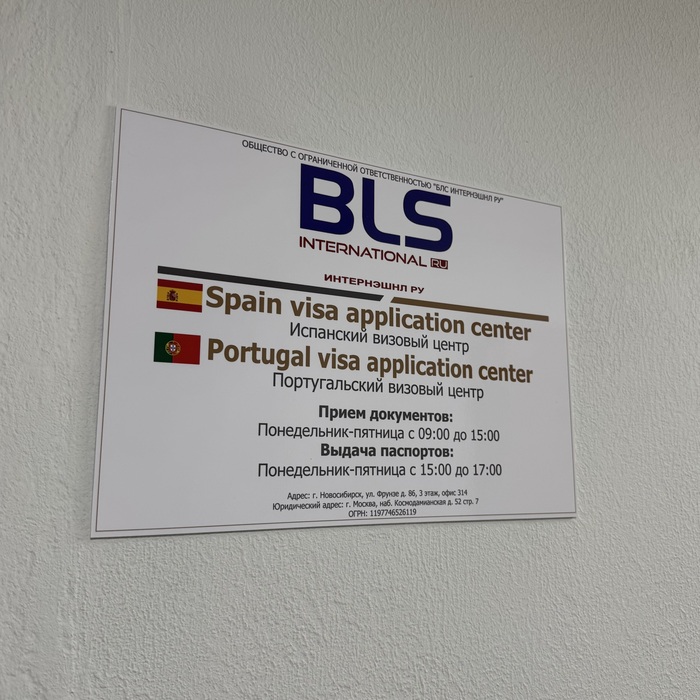 ОБЩЕСТВО С ОГРАНИЧЕННОЙ ОТВЕТСТВЕННОСТЬЮ "БЛС ИНТЕРНЭШНЛ РУ"
BLS
INTERNATIONAL RU
ИНТЕРНЭШНЛ РУ
Spain visa application center
Испанский визовый центр
Portugal visa application center
Португальский визовый центр
Прием документов:
Понедельник-пятница с 09:00 до 15:00
Выдача паспортов:
Понедельник-пятница с 15:00 до 17:00
Адрес: г. Новосибирск, ул. Фрунзе д. 86, 3 этаж, офис 314
Юридический адрес: г. Москва, наб. Космодамианская д. 52 стр. 7
ОГРН: 1197746526119